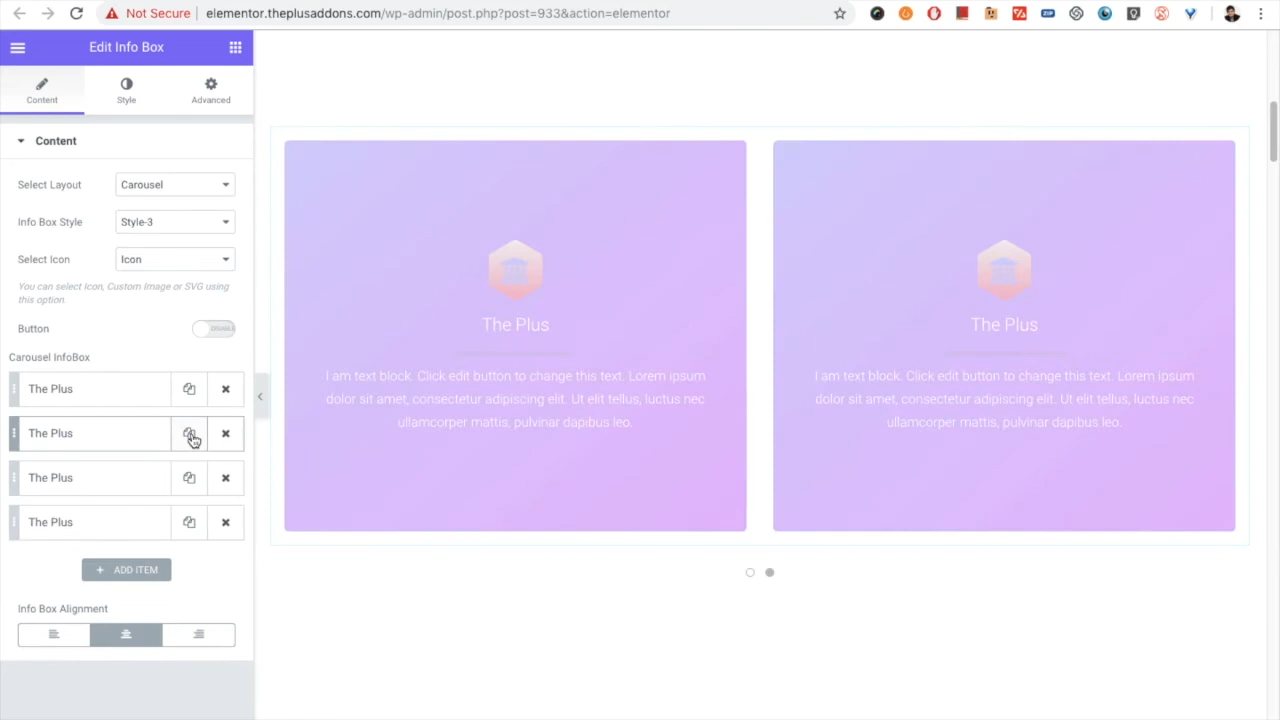 Not Secure
elementor.theplusaddons.com/wp-admin/post.php?post=933&action=elementor
ZIP
Edit Info Box
Content
Style
Advanced
Content
Select Layout
Carousel
Info Box Style
Style-3
Select Icon
Icon
You can select Icon, Custom Image or SVG using
this option.
Button
DISABLE
Carousel InfoBox
The Plus
The Plus
The Plus
The Plus
+ ADD ITEM
Info Box Alignment
The Plus
I am text block. Click edit button to change this text. Lorem ipsum
dolor sit amet, consectetur adipiscing elit. Ut elit tellus, luctus nec
ullamcorper mattis, pulvinar dapibus leo.
The Plus
I am text block. Click edit button to change this text. Lorem ipsum
dolor sit amet, consectetur adipiscing elit. Ut elit tellus, luctus nec
ullamcorper mattis, pulvinar dapibus leo.